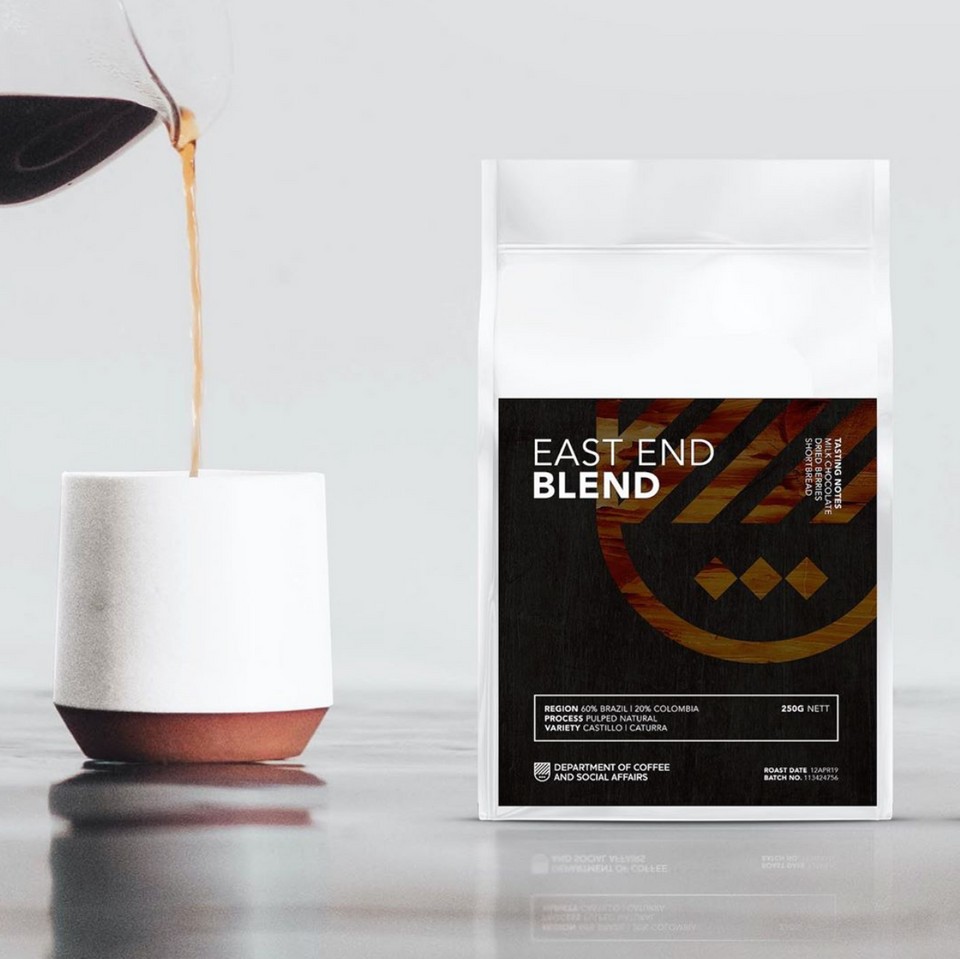 EAST END
BLEND
TASTING NOTES
MILK CHOCOLATE
DRIED BERRIES
SHORTBREAD
REGION 60% BRAZIL | 20% COLOMBIA
PROCESS PULPED NATURAL
VARIETY CASTILLO | CATURRA
250G NETT
DEPARTMENT OF COFFEE
AND SOCIAL AFFAIRS
ROAST DATE 12APR19
BATCH NO. 113424756